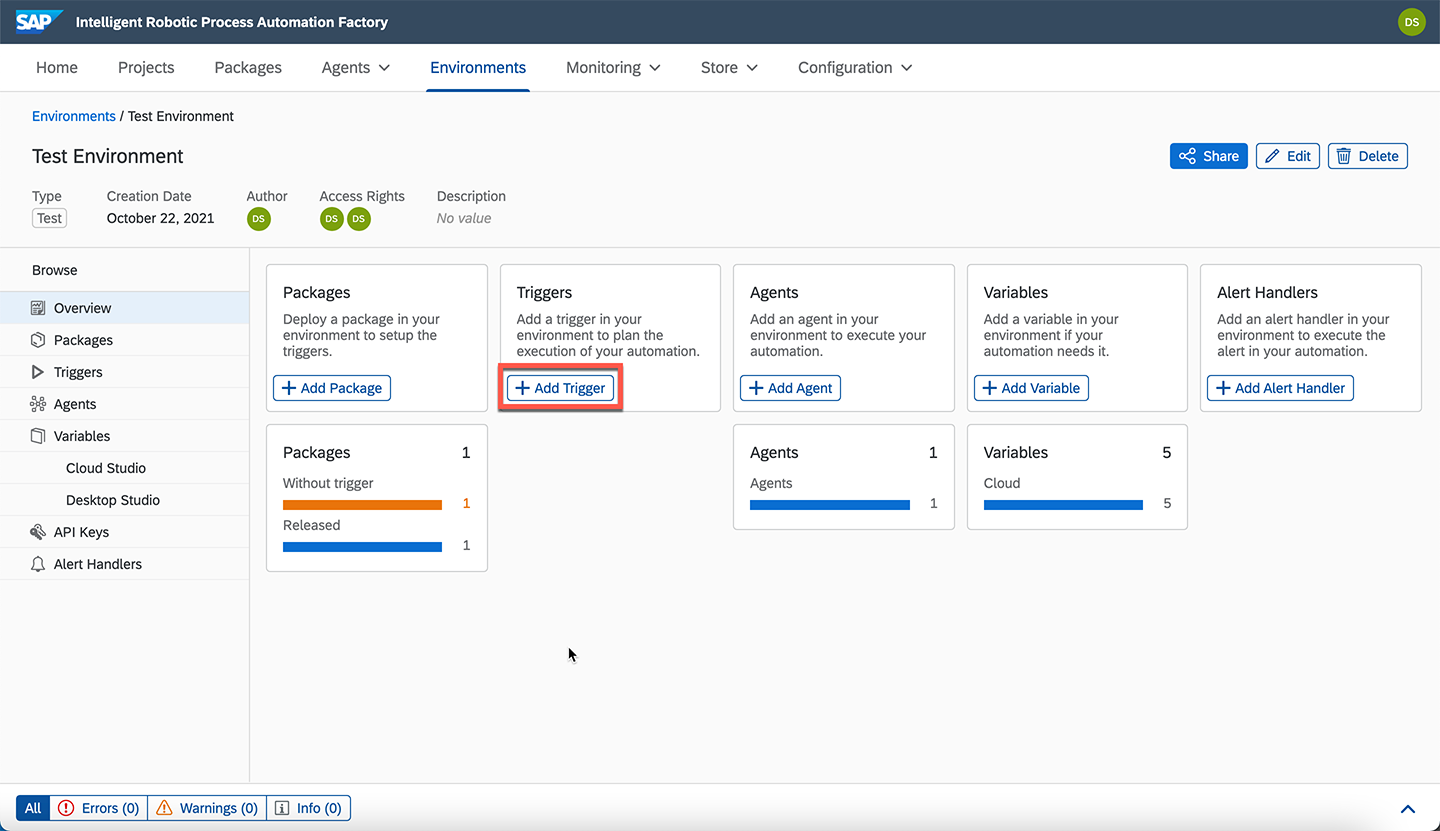 SAP Intelligent Robotic Process Automation Factory DS
Home Projects Packages Agents Environments Monitoring Store Configuration
Environments / Test Environment
Test Environment
Share Edit Delete
Type Creation Date Author Access Rights Description
Test October 22, 2021 DS DS DS No value
Browse
Overview
Packages
Triggers
Agents
Variables
Cloud Studio
Desktop Studio
API Keys
Alert Handlers
Packages
Deploy a package in your
environment to setup the
triggers.
Add Package
Triggers
Add a trigger in your
environment to plan the
execution of your automation.
Add Trigger
Agents
Add an agent in your
environment to execute your
automation.
Add Agent
Variables
Add a variable in your
environment if your
automation needs it.
Add Variable
Alert Handlers
Add an alert handler in your
environment to execute the
alert in your automation.
Add Alert Handler
Packages 1
Without trigger
1
Released
1
Agents 1
Agents
1
Variables 5
Cloud
5
All Errors (0) Warnings (0) Info (0)